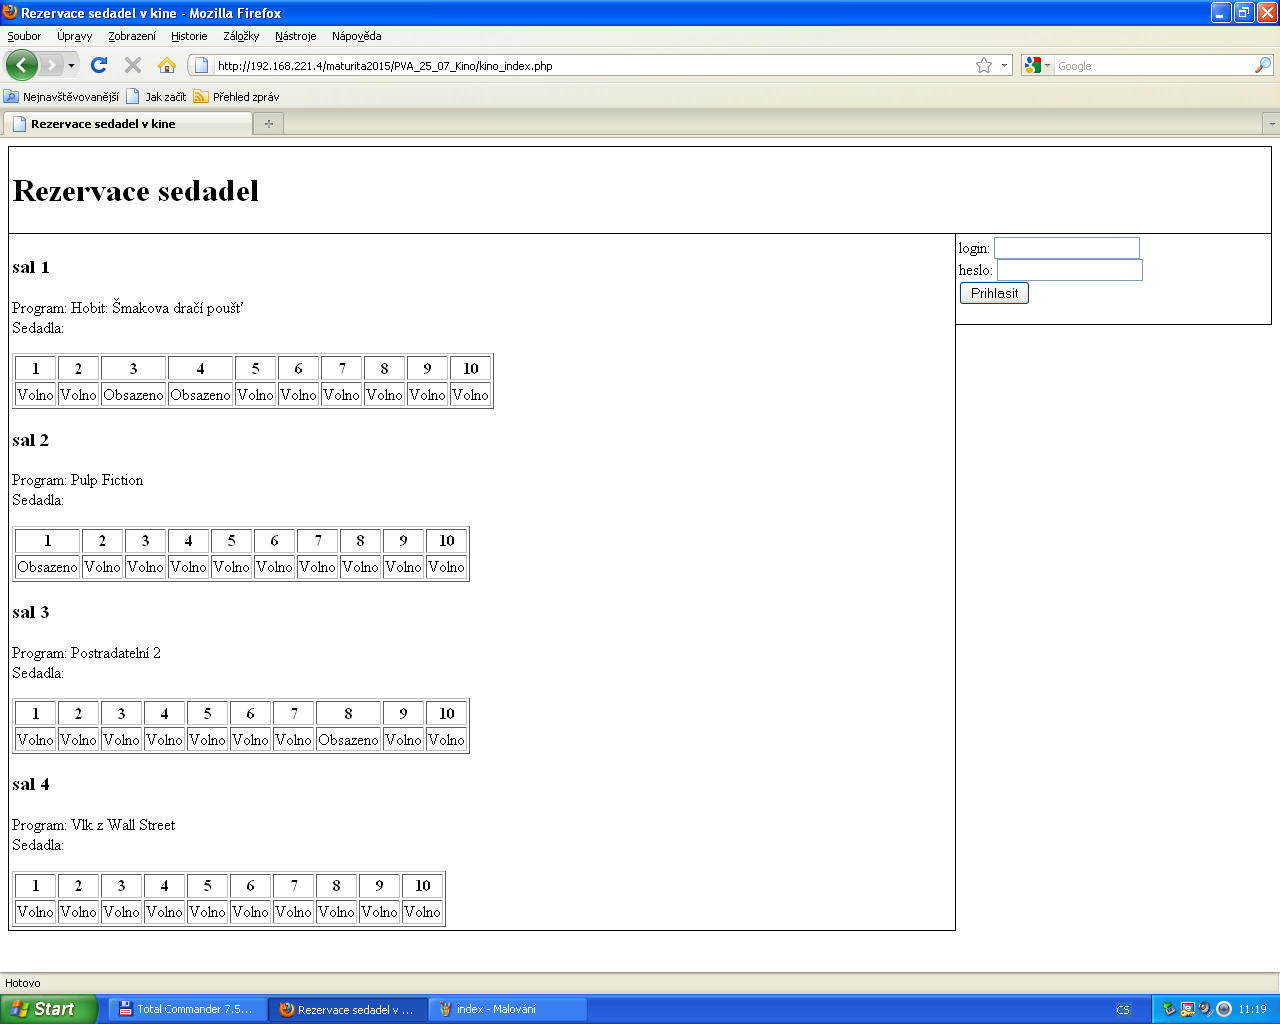 Rezervace sedadel v kine - Mozilla Firefox
Soubor Úpravy Zobrazení Historie Záložky Nástroje Nápověda
http://192.168.221.4/maturita2015/PVA_25_07_Kino/kino_index.php Google
Nejnavštěvovanější Jak začít Přehled zpráv
Rezervace sedadel v kine
Rezervace sedadel
login:
heslo:
Prihlasit
sal 1
Program: Hobit: Šmakova dračí poušť
Sedadla:
1 2 3 4 5 6 7 8 9 10
Volno Volno Obsazeno Obsazeno Volno Volno Volno Volno Volno Volno
sal 2
Program: Pulp Fiction
Sedadla:
1 2 3 4 5 6 7 8 9 10
Obsazeno Volno Volno Volno Volno Volno Volno Volno Volno Volno
sal 3
Program: Postradatelní 2
Sedadla:
1 2 3 4 5 6 7 8 9 10
Volno Volno Volno Volno Volno Volno Volno Obsazeno Volno Volno
sal 4
Program: Vlk z Wall Street
Sedadla:
1 2 3 4 5 6 7 8 9 10
Volno Volno Volno Volno Volno Volno Volno Volno Volno Volno
Hotovo
Start Total Commander 7.5... Rezervace sedadel v ... index - Malování CS 11:19